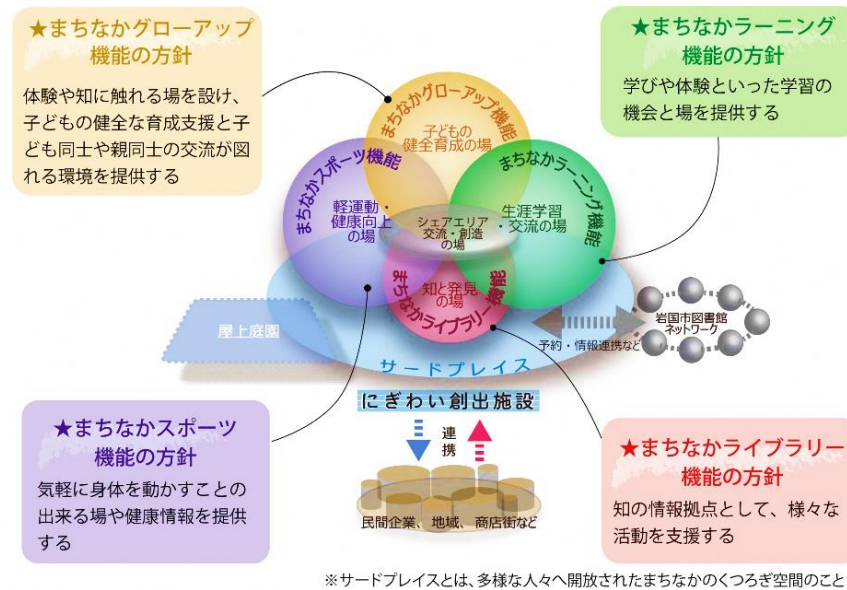 ★まちなかグローアップ
機能の方針
体験や知に触れる場を設け、
子どもの健全な育成支援と子
ども同士や親同士の交流が図
れる環境を提供する
★まちなかラーニング
機能の方針
学びや体験といった学習の
機会と場を提供する
まちなかグローアップ機能
子どもの
健全育成の場
まちなかスポーツ機能
軽運動・
健康向上
の場
まちなかラーニング機能
生涯学習
・交流の場
シェアエリア
交流・創造
の場
知と発見
の場
まちなかライブラリー機能
屋上庭園
サードプレイス
予約・情報連携など
岩国市図書館
ネットワーク
にぎわい創出施設
連
携
民間企業、地域、商店街など
★まちなかスポーツ
機能の方針
気軽に身体を動かすことの
出来る場や健康情報を提供
する
★まちなかライブラリー
機能の方針
知の情報拠点として、様々な
活動を支援する
※サードプレイスとは、多様な人々へ開放されたまちなかのくつろぎ空間のこと